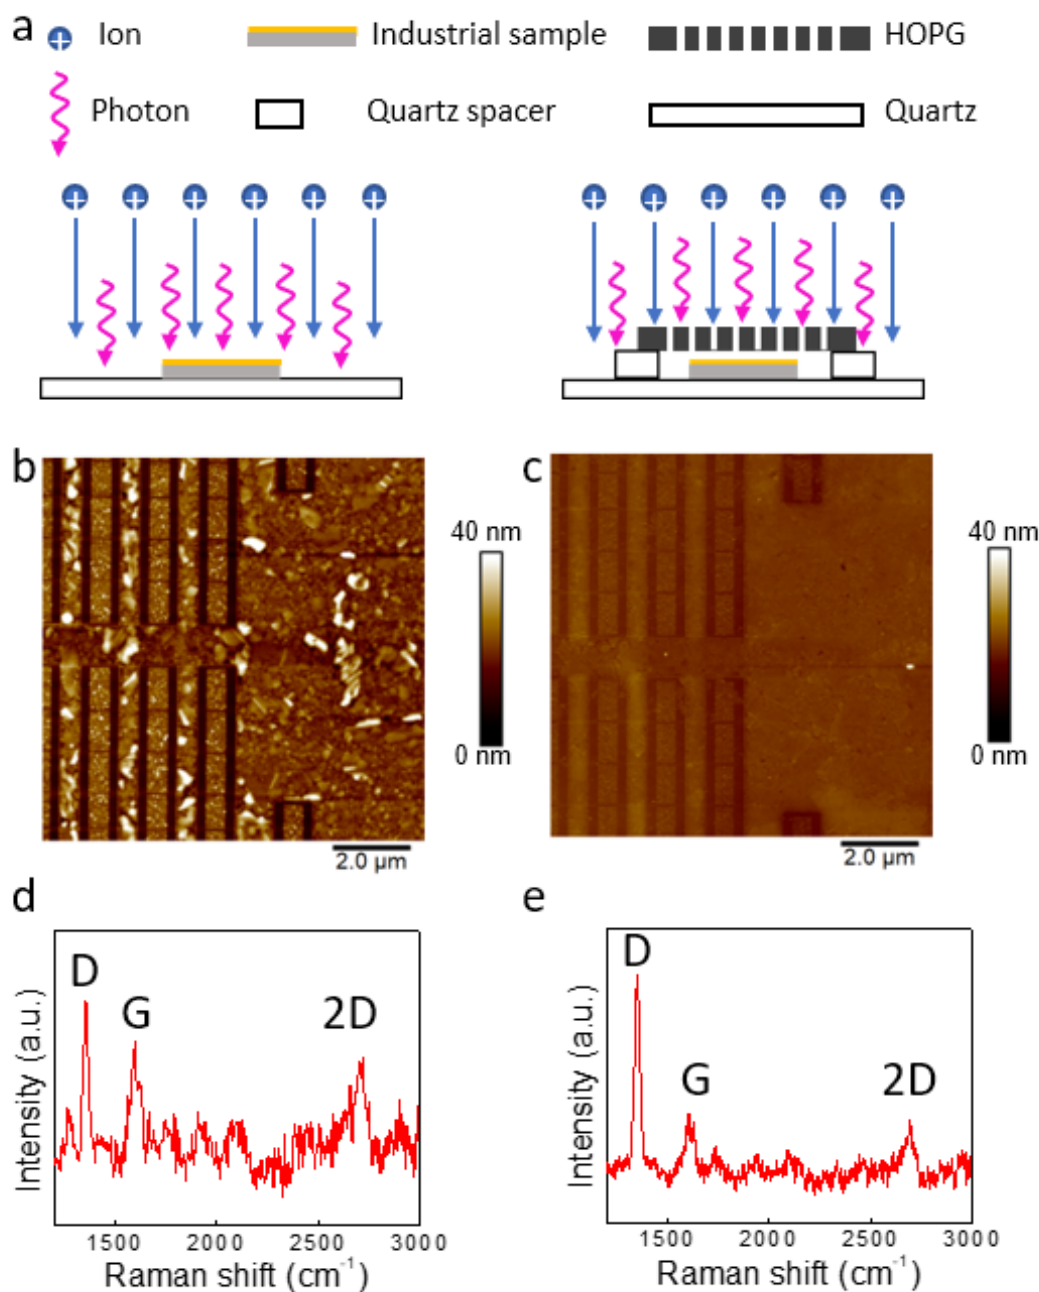 a
Ion Industrial sample HOPG
Photon Quartz spacer Quartz
b
40 nm
0 nm
2.0 µm
c
40 nm
0 nm
2.0 µm
d
D
G
2D
Intensity (a.u.)
1500 2000 2500 3000
Raman shift (cm⁻¹)
e
D
G
2D
Intensity (a.u.)
1500 2000 2500 3000
Raman shift (cm⁻¹)